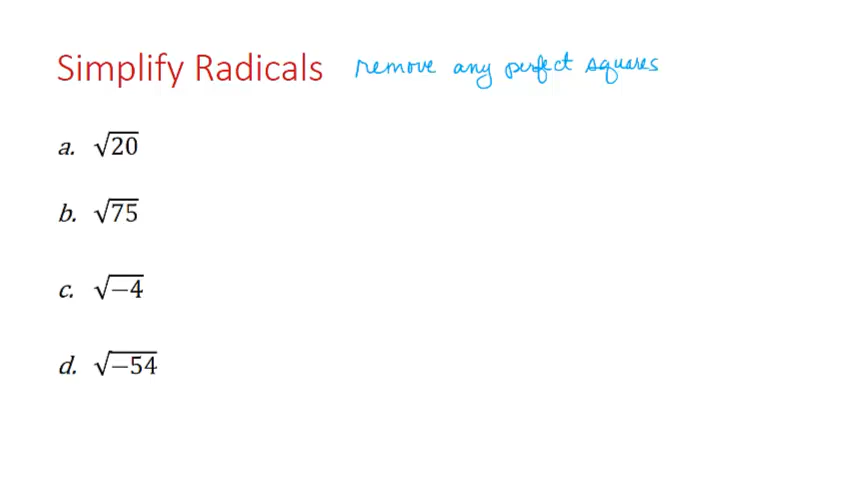 Simplify Radicals remove any perfect squares
a. √20
b. √75
c. √−4
d. √−54